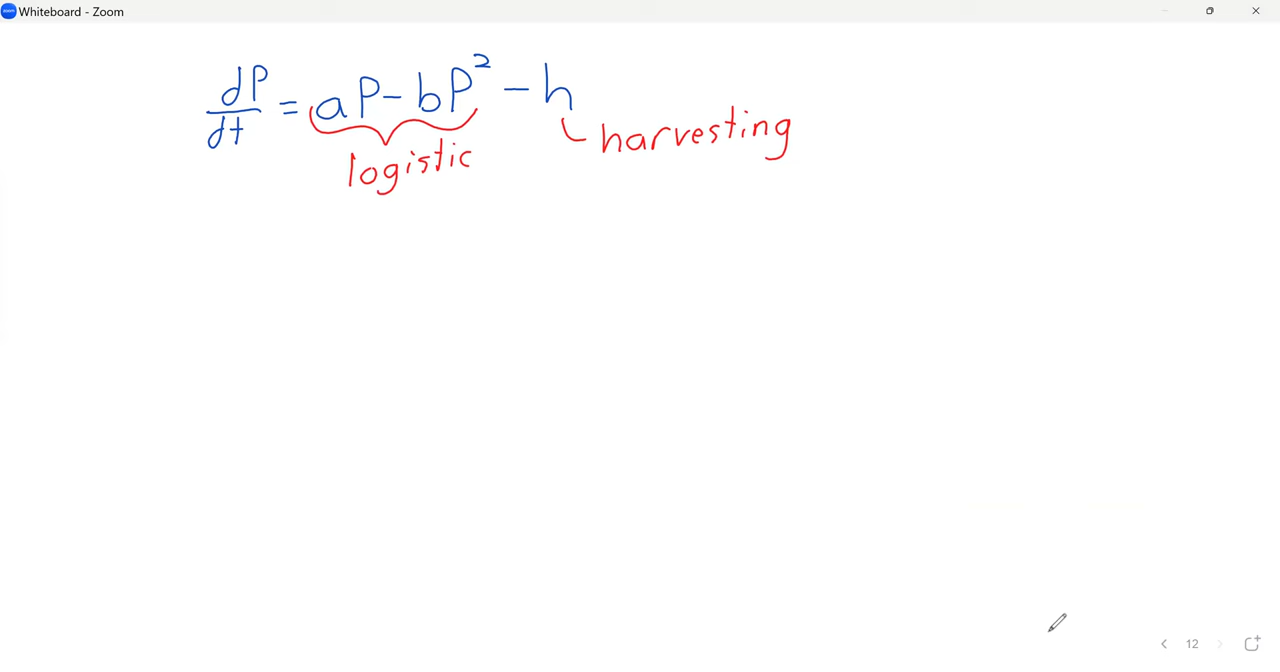 Whiteboard - Zoom
dP/dt = aP - bP² - h
harvesting
logistic
12